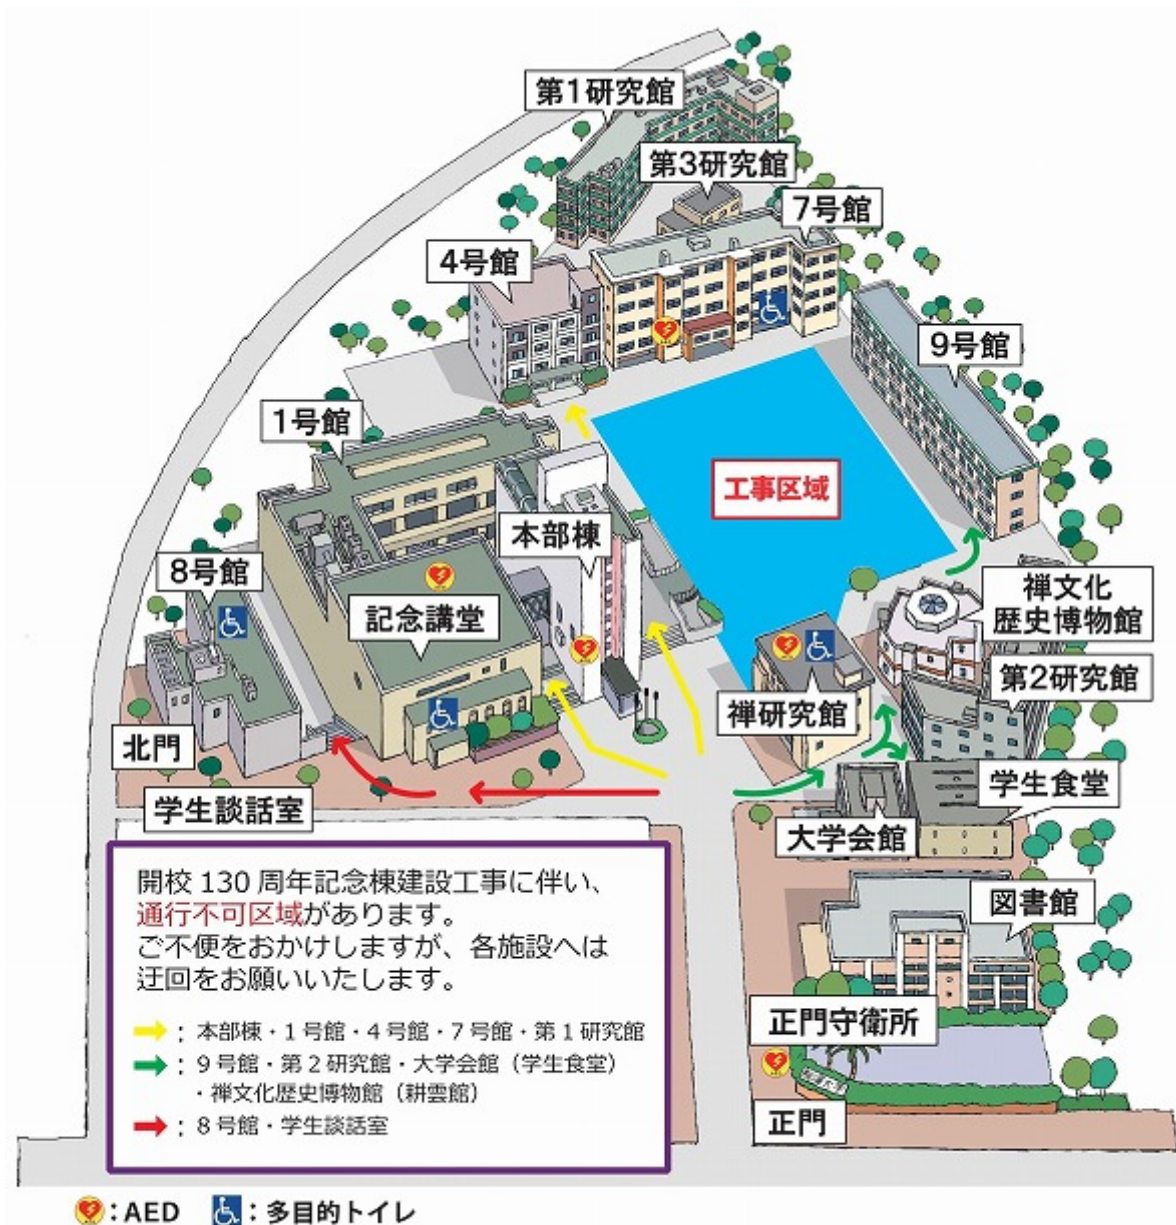 第1研究館
第3研究館
7号館
4号館
9号館
1号館
工事区域
本部棟
8号館
禅文化
歴史博物館
記念講堂
第2研究館
禅研究館
北門
学生食堂
学生談話室
大学会館
開校 130 周年記念棟建設工事に伴い、
通行不可区域があります。
ご不便をおかけしますが、各施設へは
迂回をお願いいたします。
：本部棟・1号館・4号館・7号館・第1研究館
：9号館・第2研究館・大学会館（学生食堂）
・禅文化歴史博物館（耕雲館）
：8号館・学生談話室
図書館
正門守衛所
正門
：AED ：多目的トイレ